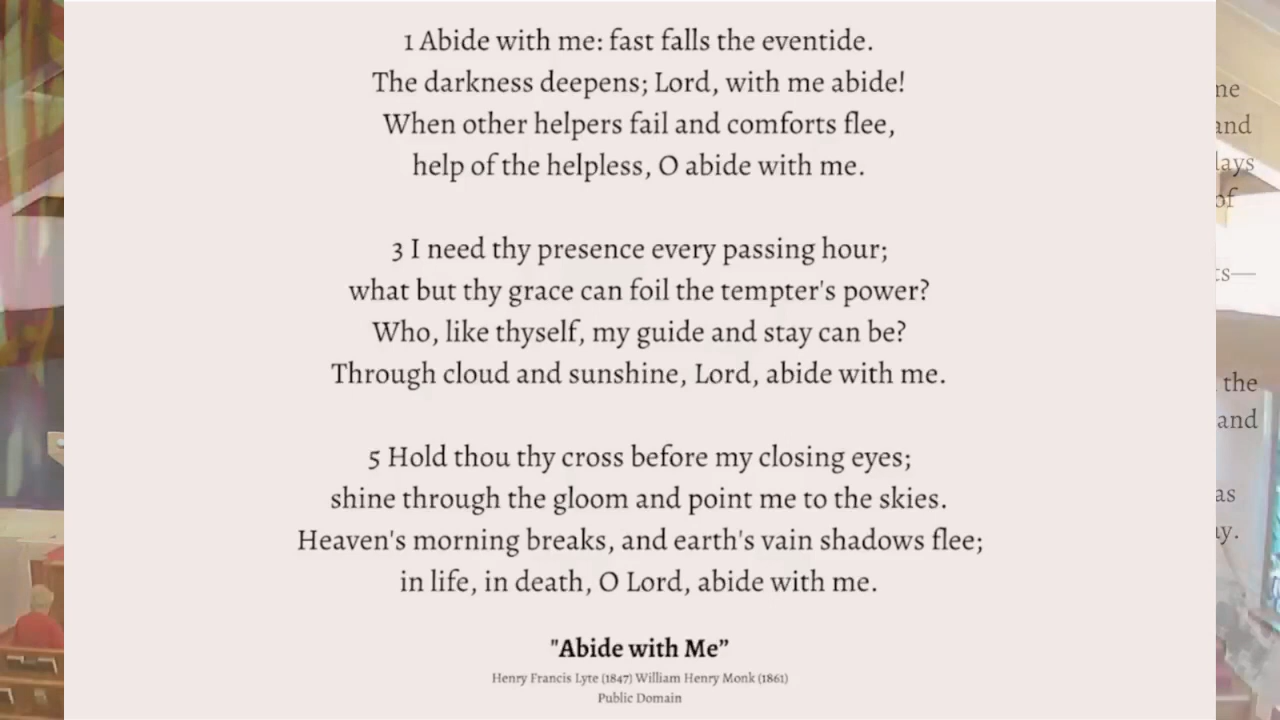 1 Abide with me: fast falls the eventide.
The darkness deepens; Lord, with me abide!
When other helpers fail and comforts flee,
help of the helpless, O abide with me.
3 I need thy presence every passing hour;
what but thy grace can foil the tempter's power?
Who, like thyself, my guide and stay can be?
Through cloud and sunshine, Lord, abide with me.
5 Hold thou thy cross before my closing eyes;
shine through the gloom and point me to the skies.
Heaven's morning breaks, and earth's vain shadows flee;
in life, in death, O Lord, abide with me.
"Abide with Me”
Henry Francis Lyte (1847) William Henry Monk (1861)
Public Domain
and
of
the
and